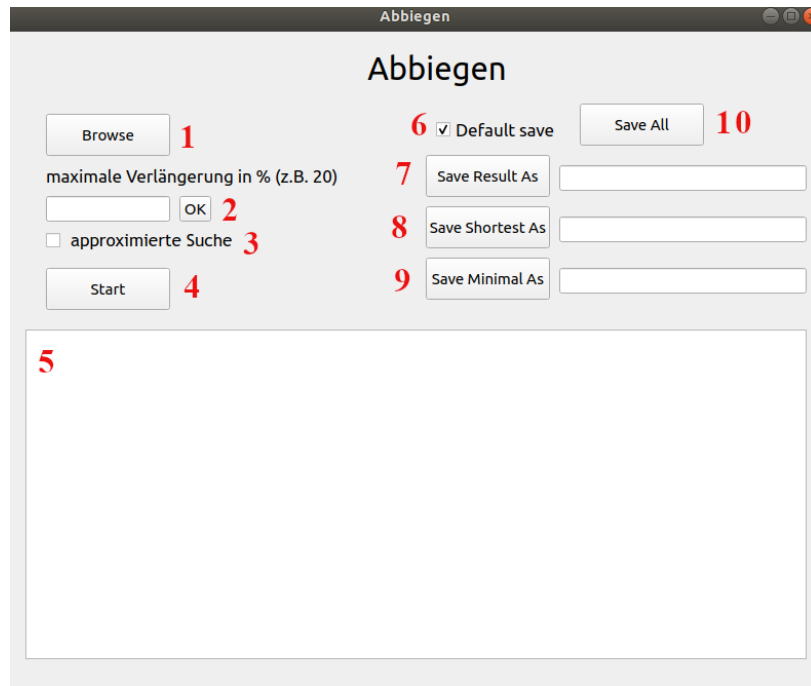 Abbiegen
Abbiegen
Browse 1
maximale Verlängerung in % (z.B. 20)
OK 2
approximierte Suche 3
Start 4
6 Default save Save All 10
7 Save Result As
8 Save Shortest As
9 Save Minimal As
5